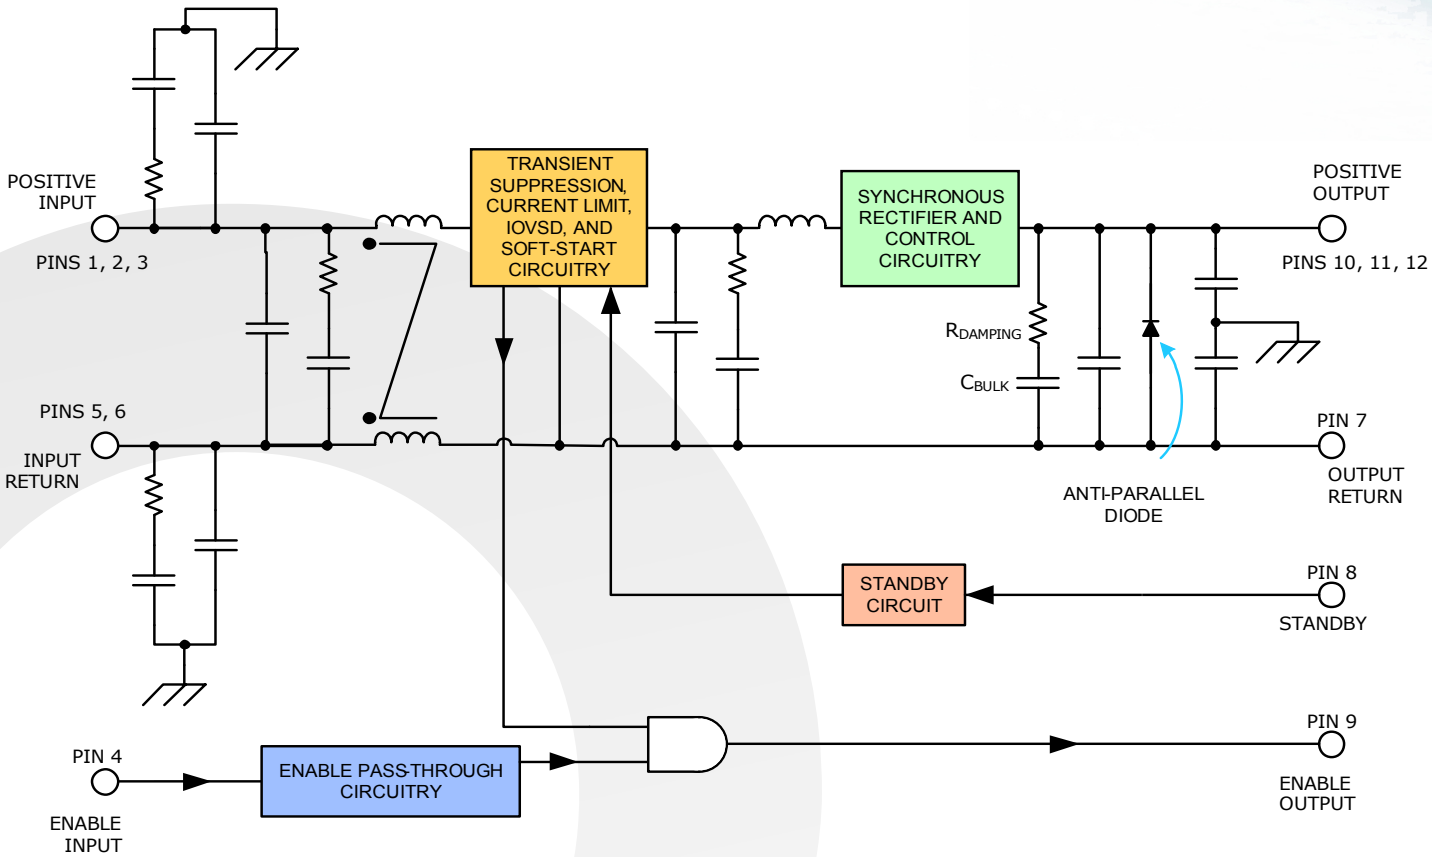 POSITIVE
INPUT
PINS 1, 2, 3
TRANSIENT
SUPPRESSION,
CURRENT LIMIT,
IOVSD, AND
SOFT-START
CIRCUITRY
SYNCHRONOUS
RECTIFIER AND
CONTROL
CIRCUITRY
POSITIVE
OUTPUT
PINS 10, 11, 12
RDAMPING
CBULK
PINS 5, 6
INPUT
RETURN
PIN 7
OUTPUT
RETURN
ANTI-PARALLEL
DIODE
STANDBY
CIRCUIT
PIN 8
STANDBY
PIN 4
ENABLE
INPUT
ENABLE PASS-THROUGH
CIRCUITRY
PIN 9
ENABLE
OUTPUT